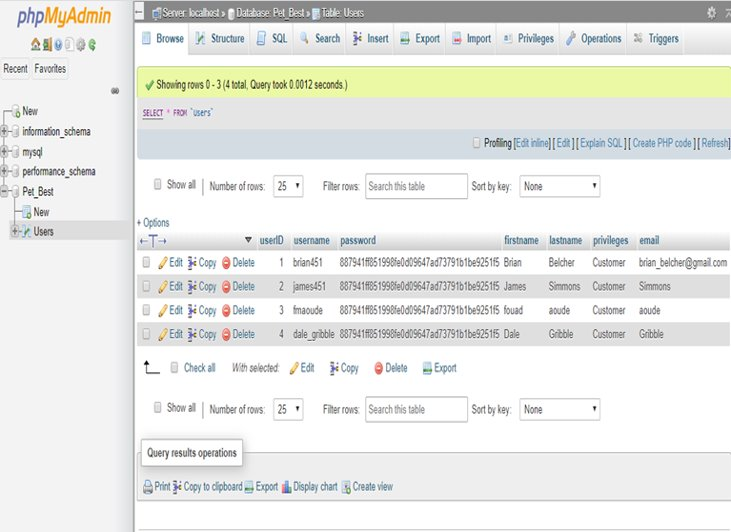 phpMyAdmin
Server: localhost » Database: Pet_Best » Table: Users
Browse Structure SQL Search Insert Export Import Privileges Operations Triggers
Recent Favorites
New
information_schema
mysql
performance_schema
Pet_Best
New
Users
Showing rows 0 - 3 (4 total, Query took 0.0012 seconds.)
SELECT * FROM `Users`
Profiling [Edit inline] [ Edit ] [ Explain SQL ] [ Create PHP code ] [ Refresh]
Show all Number of rows: 25 Filter rows: Search this table Sort by key: None
+ Options
←T→ userID username password firstname lastname privileges email
Edit Copy Delete 1 brian451 887941ff851998fe0d09647ad73791b1be9251f5 Brian Belcher Customer brian_belcher@gmail.com
Edit Copy Delete 2 james451 887941ff851998fe0d09647ad73791b1be9251f5 James Simmons Customer Simmons
Edit Copy Delete 3 fmaoude 887941ff851998fe0d09647ad73791b1be9251f5 fouad aoude Customer aoude
Edit Copy Delete 4 dale_gribble 887941ff851998fe0d09647ad73791b1be9251f5 Dale Gribble Customer Gribble
Check all With selected: Edit Copy Delete Export
Show all Number of rows: 25 Filter rows: Search this table Sort by key: None
Query results operations
Print Copy to clipboard Export Display chart Create view